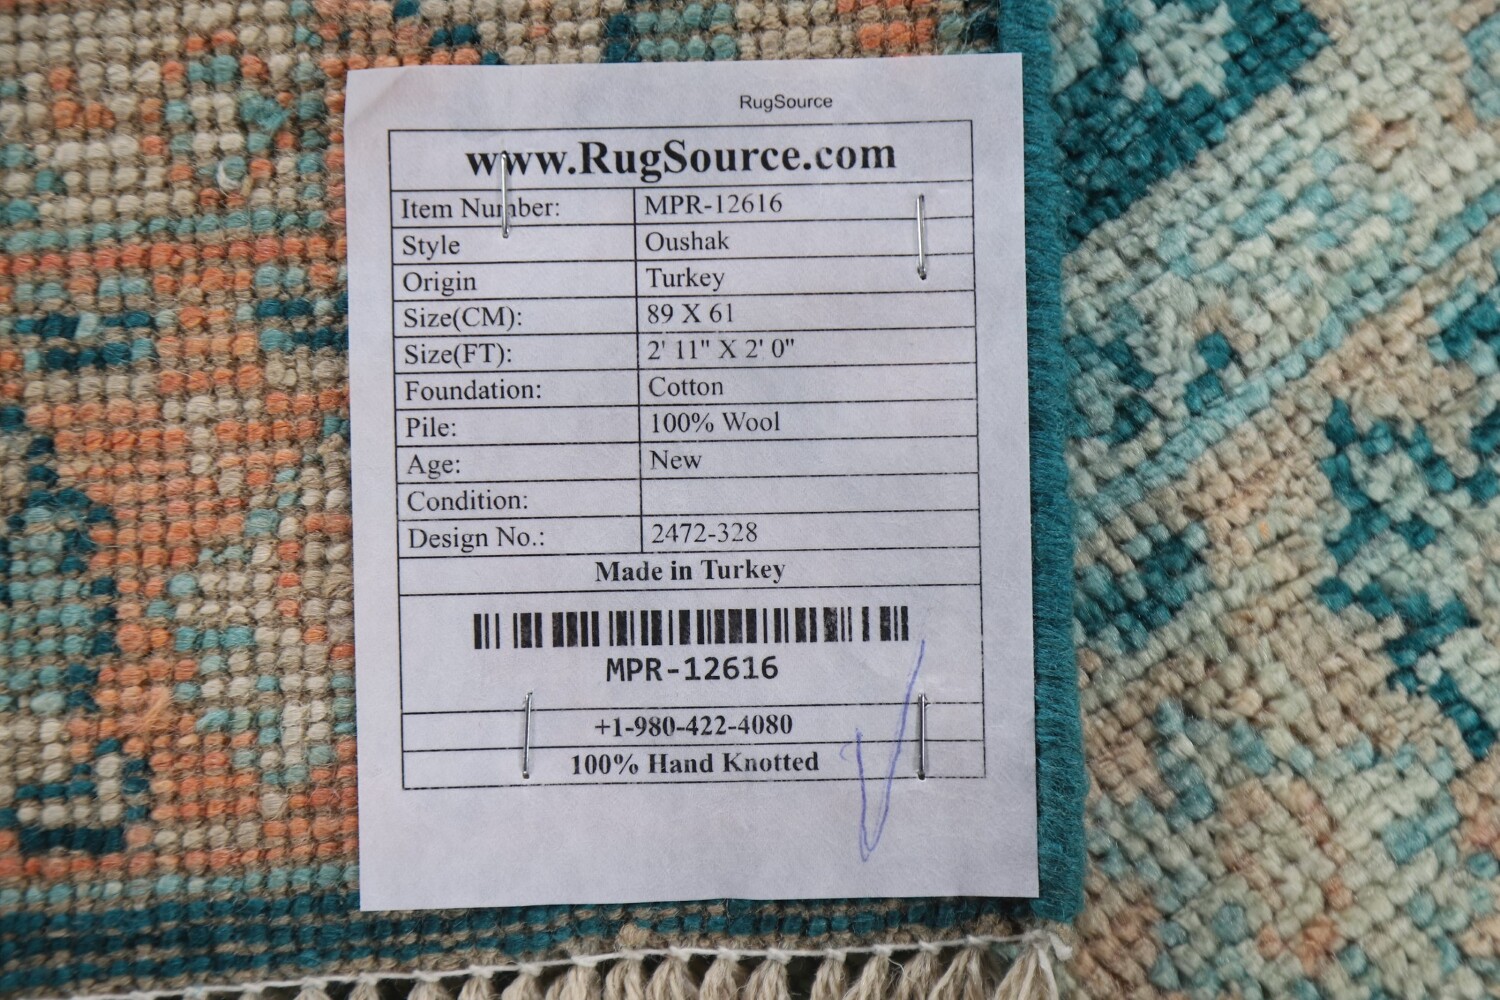 RugSource
www.RugSource.com
Item Number: MPR-12616
Style Oushak
Origin Turkey
Size(CM): 89 X 61
Size(FT): 2' 11" X 2' 0"
Foundation: Cotton
Pile: 100% Wool
Age: New
Condition:
Design No.: 2472-328
Made in Turkey
MPR-12616
+1-980-422-4080
100% Hand Knotted